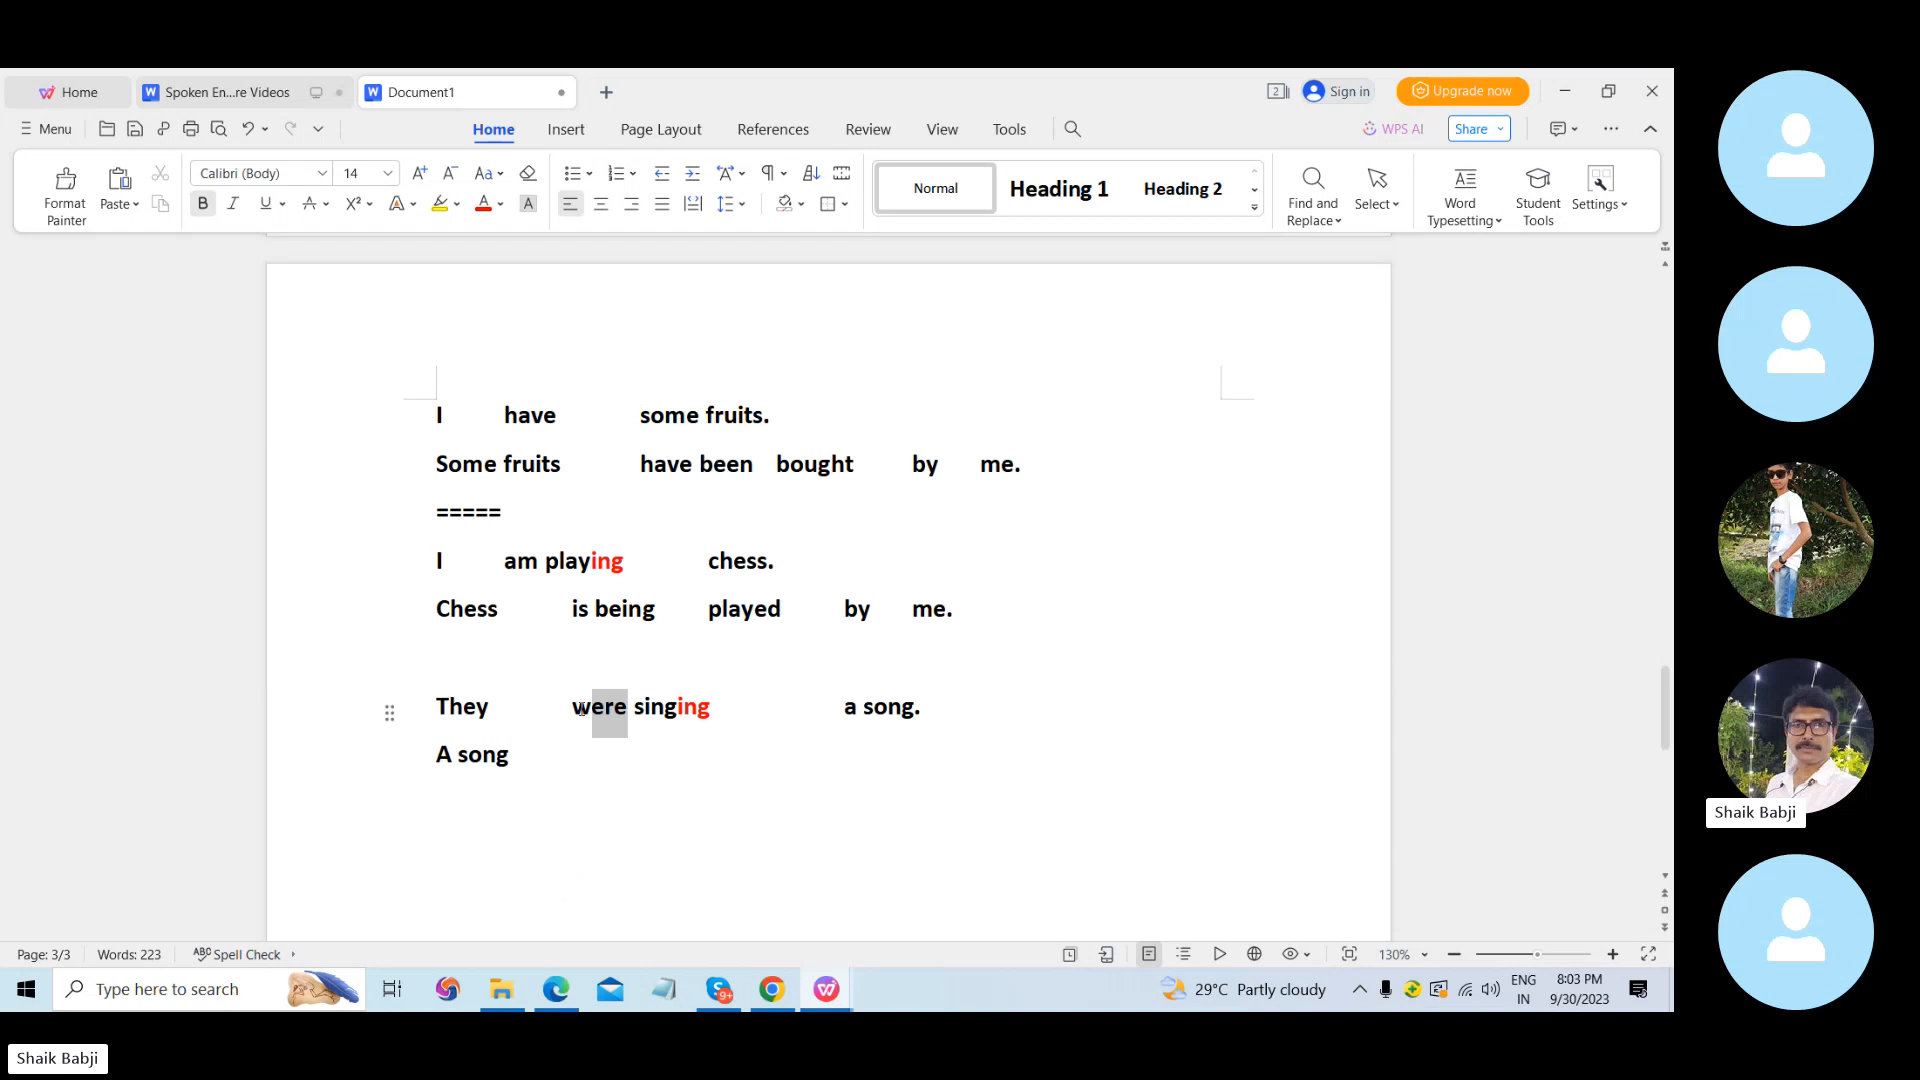 Home Spoken En...re Videos Document1 2 Sign in Upgrade now
Menu Home Insert Page Layout References Review View Tools WPS AI Share
Format Painter Paste Calibri (Body) 14 Normal Heading 1 Heading 2 Find and Replace Select Word Typesetting Student Tools Settings
I have some fruits.
Some fruits have been bought by me.
=====
I am playing chess.
Chess is being played by me.
They were singing a song.
A song
Page: 3/3 Words: 223 Spell Check 130%
Type here to search 9+ 29°C Partly cloudy ENG IN 8:03 PM 9/30/2023
Shaik Babji
Shaik Babji